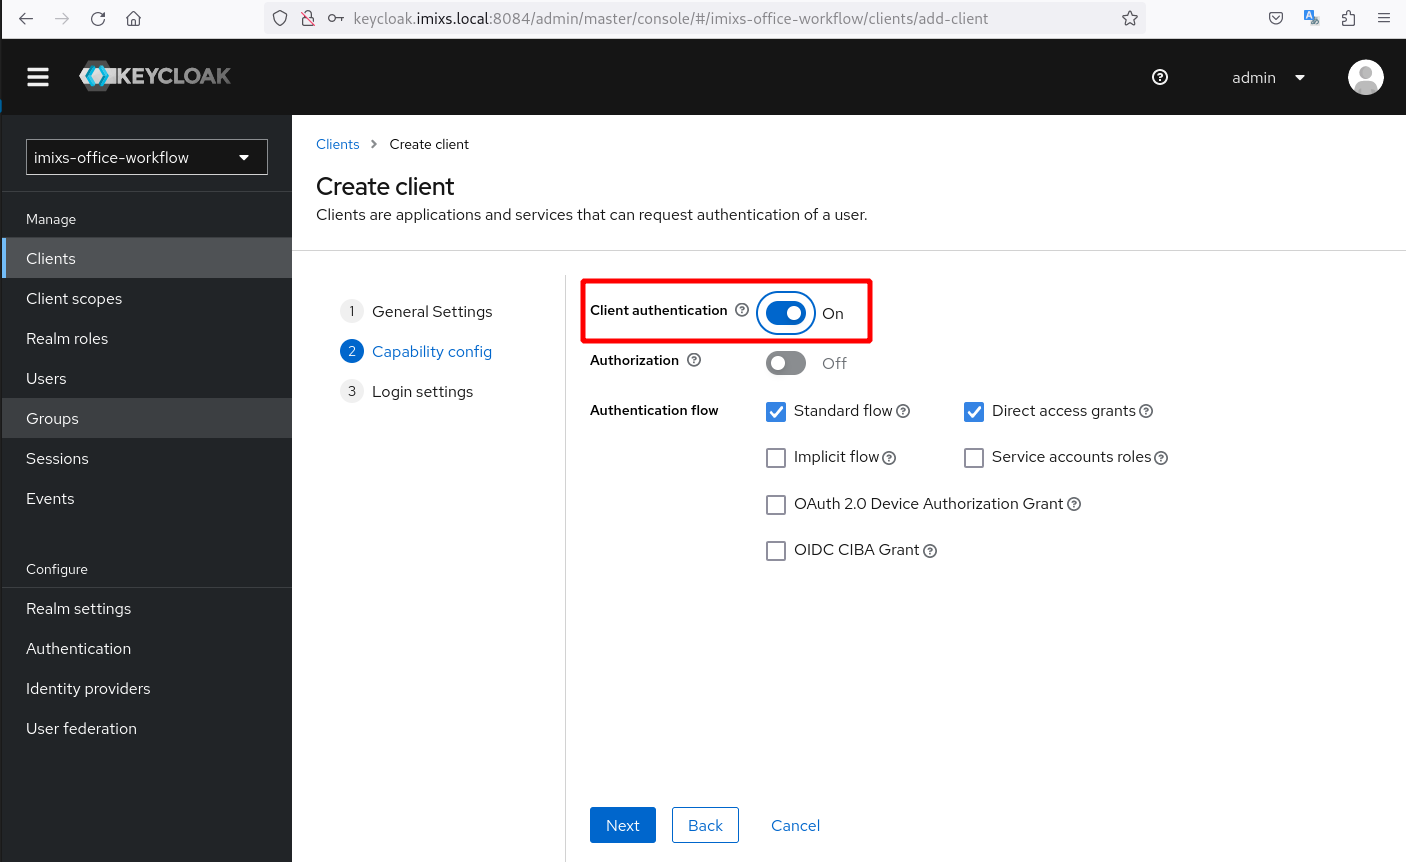 keycloak.imixs.local:8084/admin/master/console/#/imixs-office-workflow/clients/add-client
KEYCLOAK
admin
imixs-office-workflow
Manage
Clients
Client scopes
Realm roles
Users
Groups
Sessions
Events
Configure
Realm settings
Authentication
Identity providers
User federation
Clients > Create client
Create client
Clients are applications and services that can request authentication of a user.
1 General Settings
2 Capability config
3 Login settings
Client authentication ? On
Authorization ? Off
Authentication flow
Standard flow ? Direct access grants ?
Implicit flow ? Service accounts roles ?
OAuth 2.0 Device Authorization Grant ?
OIDC CIBA Grant ?
Next Back Cancel